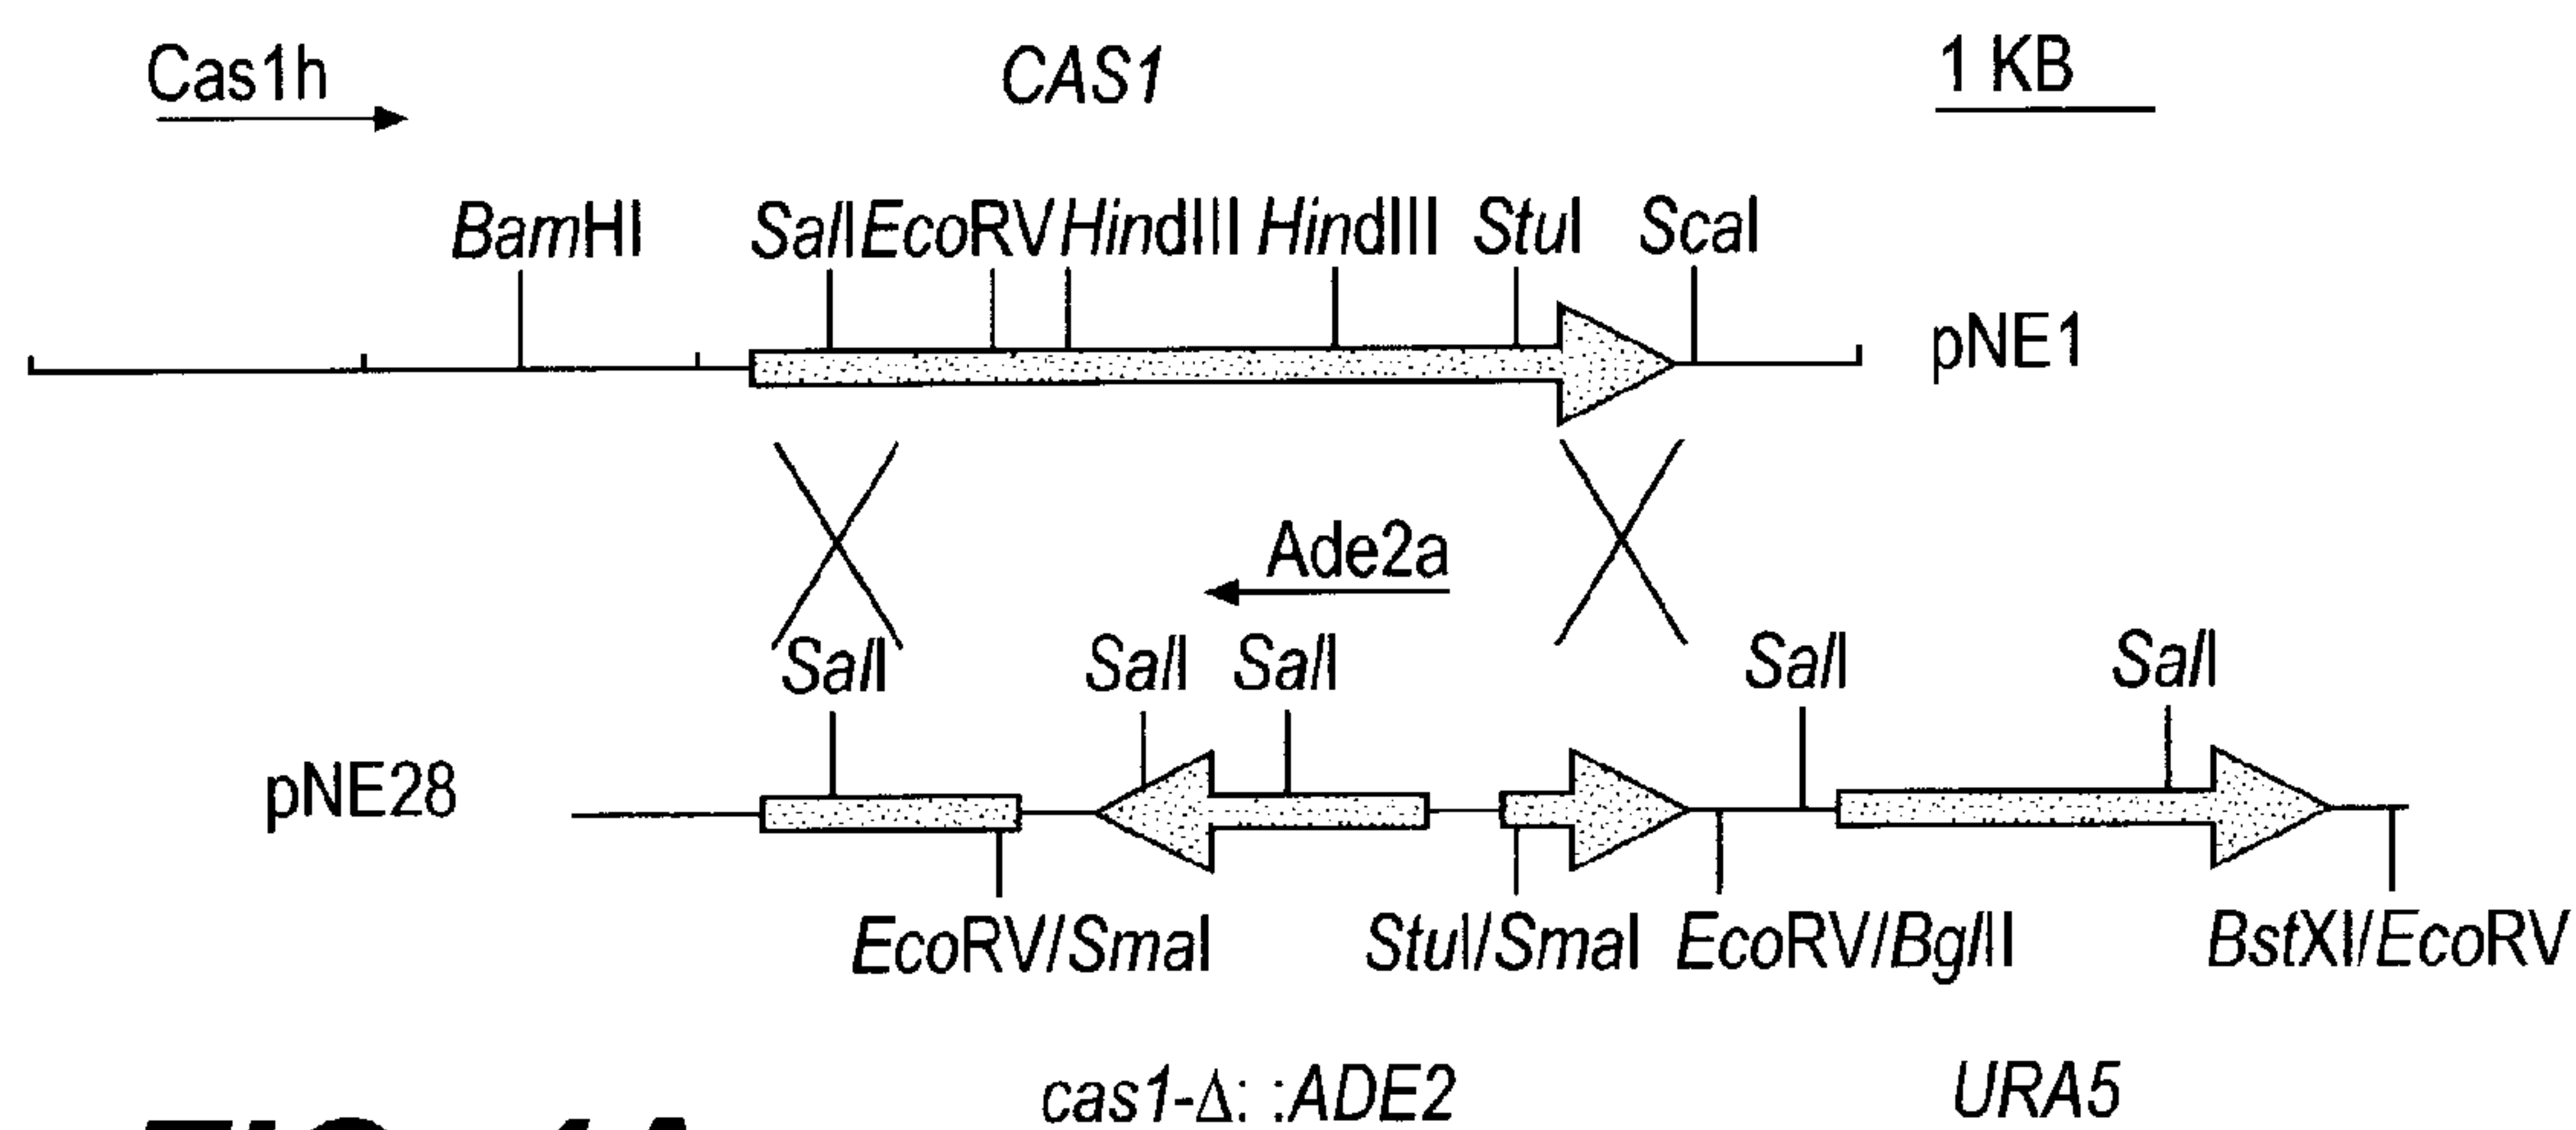 Cas1h CAS1 1 KB
BamHI SalI EcoRV HindIII HindIII StuI ScaI
pNE1
Ade2a
SalI SalI SalI SalI SalI
pNE28
EcoRV/SmaI StuI/SmaI EcoRV/BglII BstXI/EcoRV
cas1-Δ: :ADE2 URA5